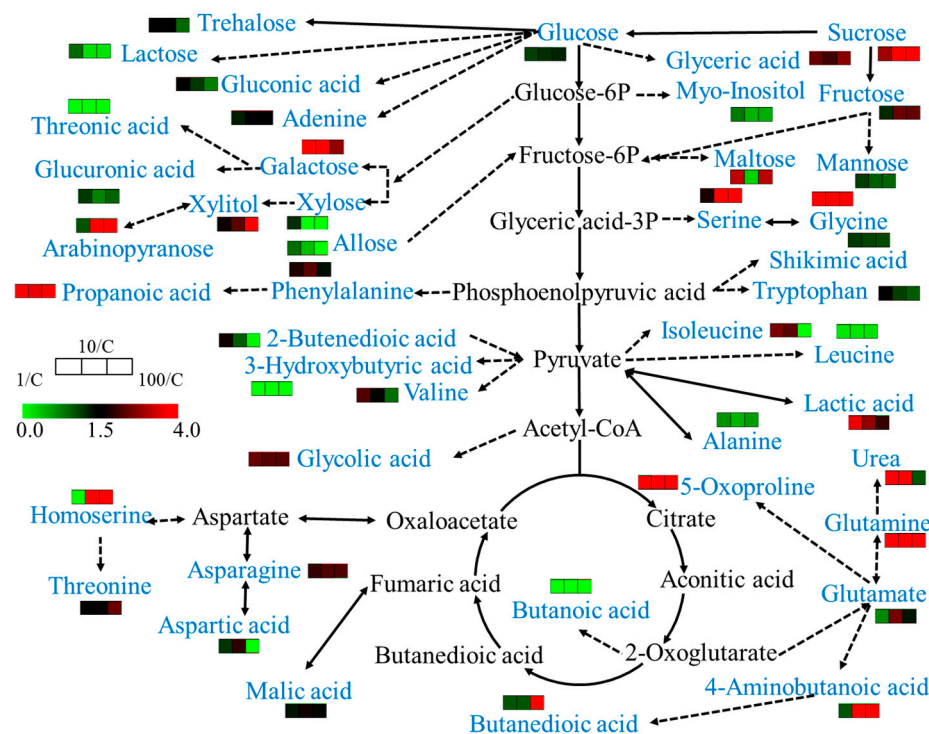 Trehalose
Glucose
Sucrose
Lactose
Glyceric acid
Gluconic acid
Glucose-6P
Myo-Inositol
Fructose
Threonic acid
Adenine
Glucuronic acid
Galactose
Fructose-6P
Maltose
Mannose
Xylitol
Xylose
Glyceric acid-3P
Serine
Glycine
Arabinopyranose
Allose
Shikimic acid
Propanoic acid
Phenylalanine
Phosphoenolpyruvic acid
Tryptophan
2-Butenedioic acid
Isoleucine
3-Hydroxybutyric acid
Pyruvate
Leucine
10/C
1/C
100/C
Valine
Lactic acid
0.0
1.5
4.0
Acetyl-CoA
Alanine
Glycolic acid
Urea
5-Oxoproline
Homoserine
Aspartate
Oxaloacetate
Citrate
Glutamine
Threonine
Asparagine
Fumaric acid
Aconitic acid
Glutamate
Butanoic acid
Aspartic acid
Butanedioic acid
2-Oxoglutarate
Malic acid
4-Aminobutanoic acid
Butanedioic acid